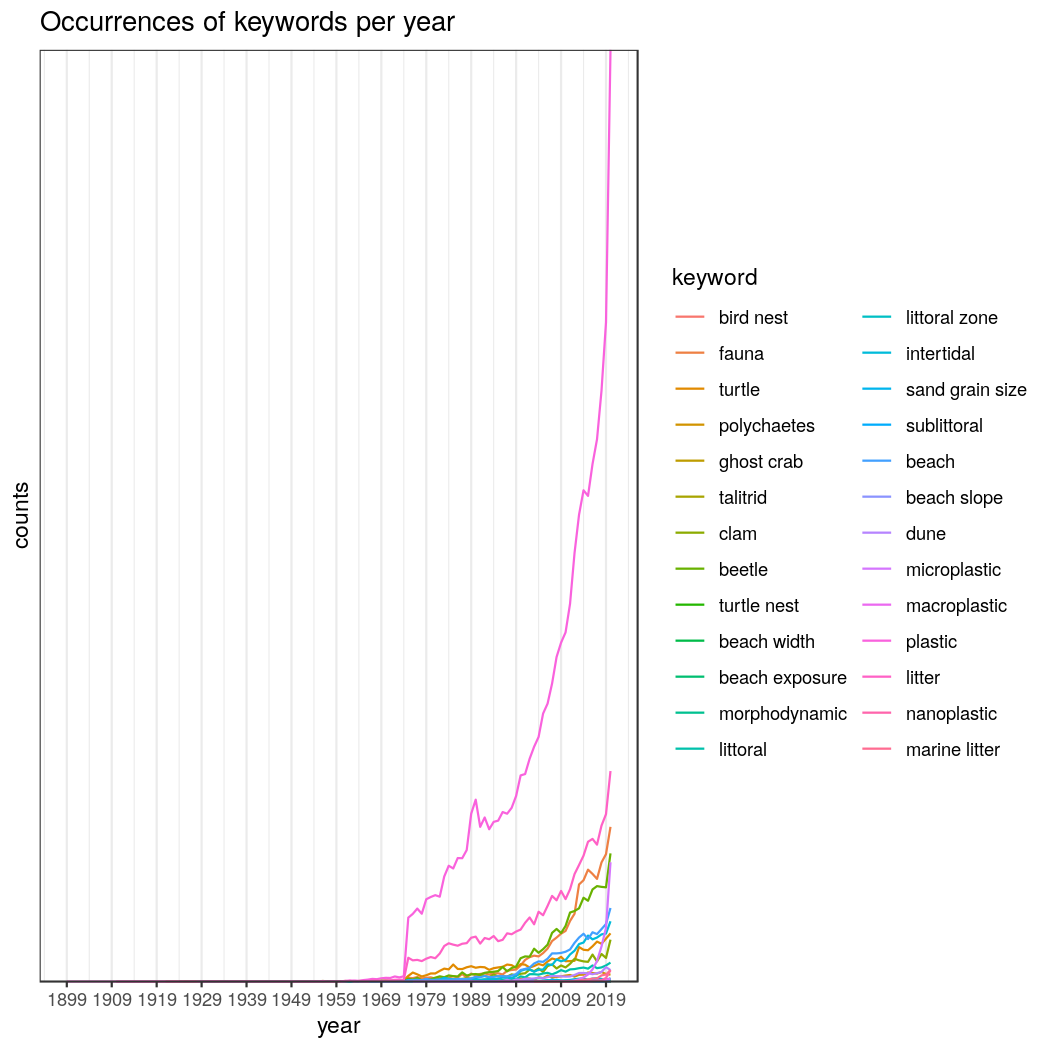 Occurrences of keywords per year
counts
1899 1909 1919 1929 1939 1949 1959 1969 1979 1989 1999 2009 2019
year
keyword
bird nest
fauna
turtle
polychaetes
ghost crab
talitrid
clam
beetle
turtle nest
beach width
beach exposure
morphodynamic
littoral
littoral zone
intertidal
sand grain size
sublittoral
beach
beach slope
dune
microplastic
macroplastic
plastic
litter
nanoplastic
marine litter